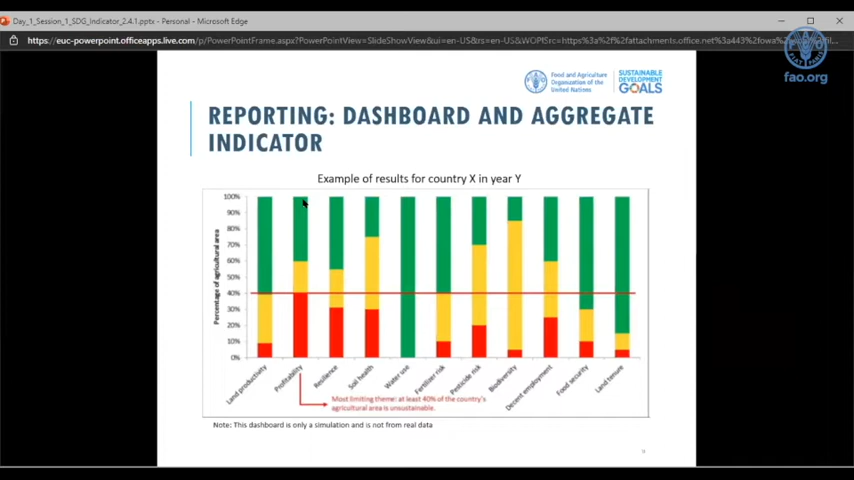 Day_1_Session_1_SDG_Indicator_2.4.1.pptx - Personal - Microsoft Edge
https://euc-powerpoint.officeapps.live.com/p/PowerPointFrame.aspx?PowerPointView=SlideShowView&ui=en-US&rs=en-US&WOPISrc=https%3a%2f%2fattachments.office.net%3a443%2fowa%2
fao.org
Food and Agriculture
Organization of the
United Nations
SUSTAINABLE
DEVELOPMENT
GOALS
REPORTING: DASHBOARD AND AGGREGATE
INDICATOR
Example of results for country X in year Y
Percentage of agricultural area
100%
90%
80%
70%
60%
50%
40%
30%
20%
10%
0%
Land productivity
Profitability
Resilience
Soil health
Water use
Fertilizer risk
Pesticide risk
Biodiversity
Decent employment
Food security
Land tenure
Most limiting theme: at least 40% of the country's
agricultural area is unsustainable.
Note: This dashboard is only a simulation and is not from real data